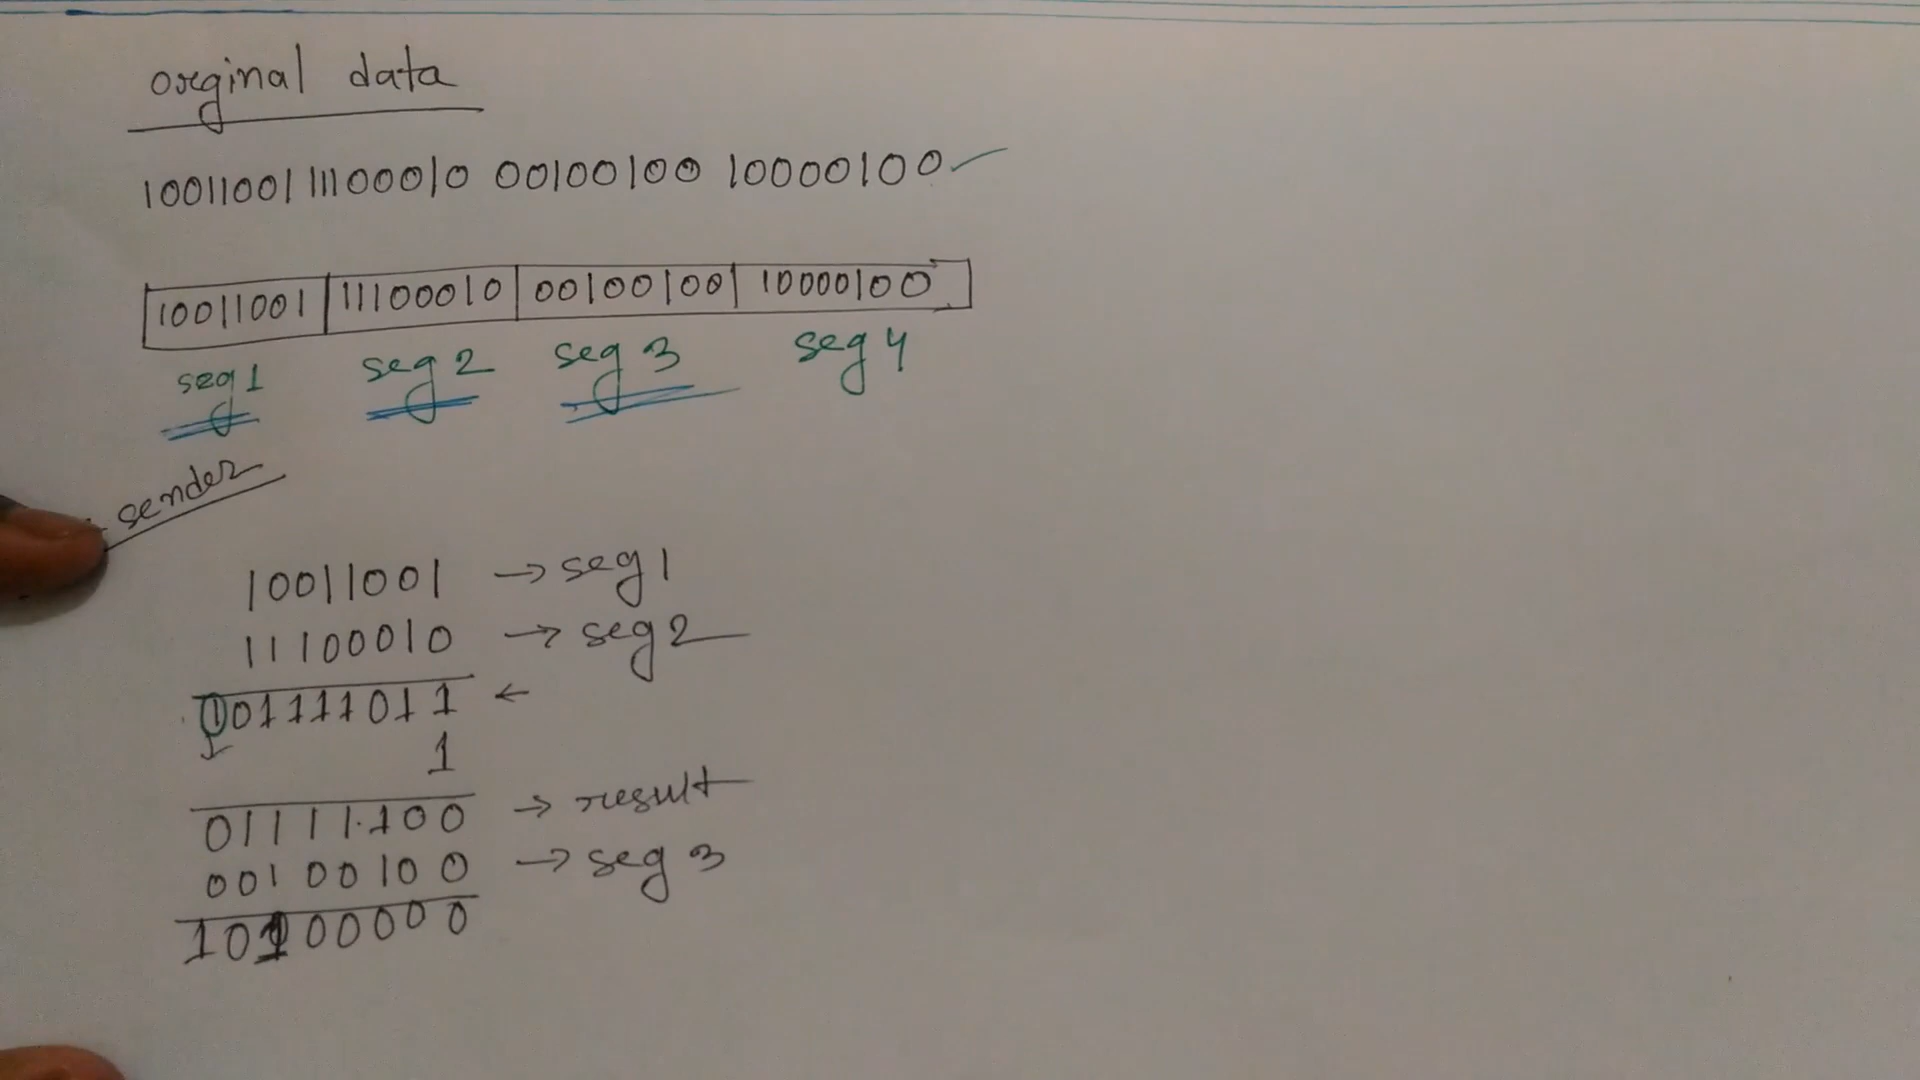 orginal data
10011001 11100010 00100100 10000100
10011001 11100010 00100100 10000100
seg 1 seg 2 seg 3 seg 4
sender
10011001 → seg 1
11100010 → seg 2
101111011 ←
1
01111100 → result
00100100 → seg 3
10100000